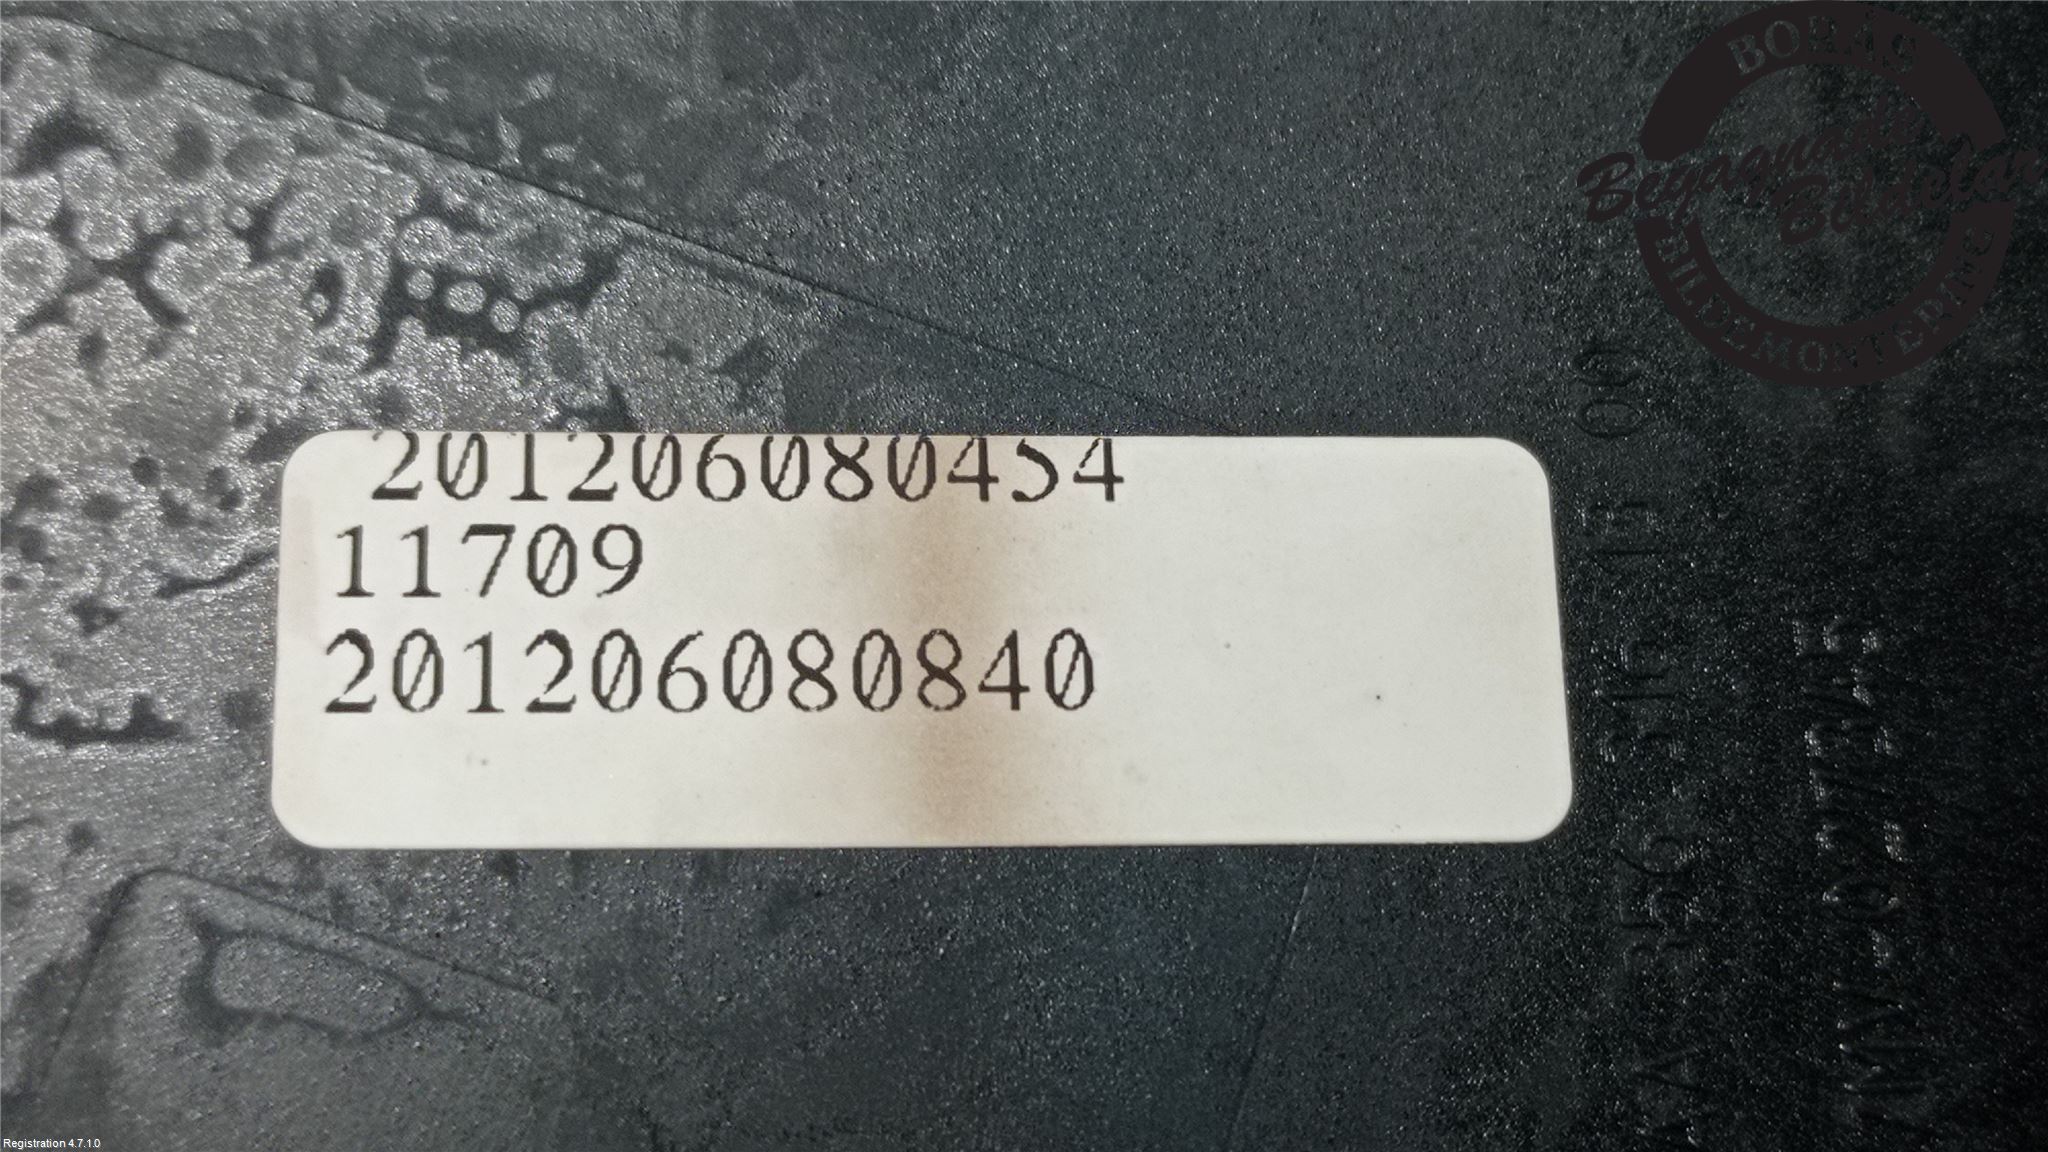 BORÅS
Begagnade
Bildelar
BILDEMONTERING
201206080454
11709
201206080840
Registration 4.7.1.0